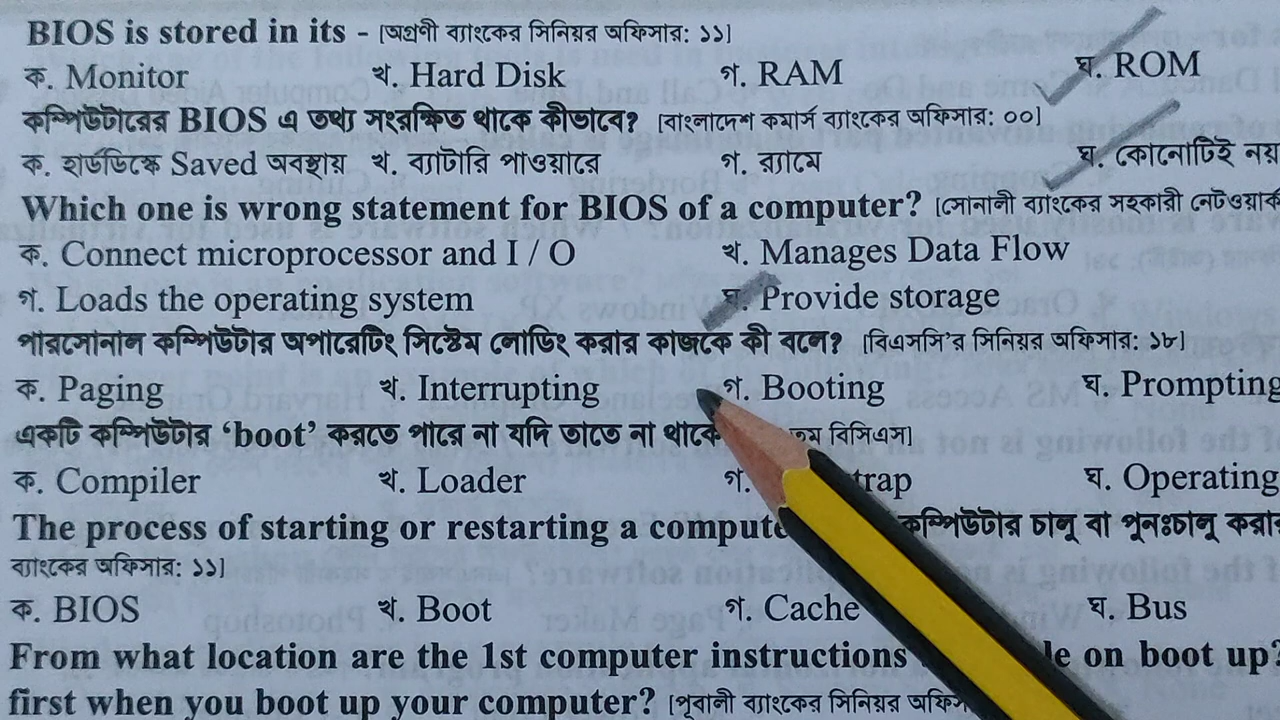 BIOS is stored in its - [অগ্রণী ব্যাংকের সিনিয়র অফিসার: ১১]
ক. Monitor খ. Hard Disk গ. RAM ঘ. ROM
কম্পিউটারের BIOS এ তথ্য সংরক্ষিত থাকে কীভাবে? [বাংলাদেশ কমার্স ব্যাংকের অফিসার: ০০]
ক. হার্ডডিস্কে Saved অবস্থায় খ. ব্যাটারি পাওয়ারে গ. র‍্যামে ঘ. কোনোটিই নয়
Which one is wrong statement for BIOS of a computer? [সোনালী ব্যাংকের সহকারী নেটওয়ার্ক
ক. Connect microprocessor and I / O খ. Manages Data Flow
গ. Loads the operating system ঘ. Provide storage
পারসোনাল কম্পিউটার অপারেটিং সিস্টেম লোডিং করার কাজকে কী বলে? [বিএসসি'র সিনিয়র অফিসার: ১৮]
ক. Paging খ. Interrupting গ. Booting ঘ. Prompting
একটি কম্পিউটার 'boot' করতে পারে না যদি তাতে না থাকে বিসিএস]
ক. Compiler খ. Loader গ. ঘ. Operating
The process of starting or restarting a কম্পিউটার চালু বা পুনঃচালু করার
ব্যাংকের অফিসার: ১১]
ক. BIOS খ. Boot গ. Cache ঘ. Bus
From what location are the 1st computer instructions on boot up?
first when you boot up your computer? [পূবালী ব্যাংকের সিনিয়র